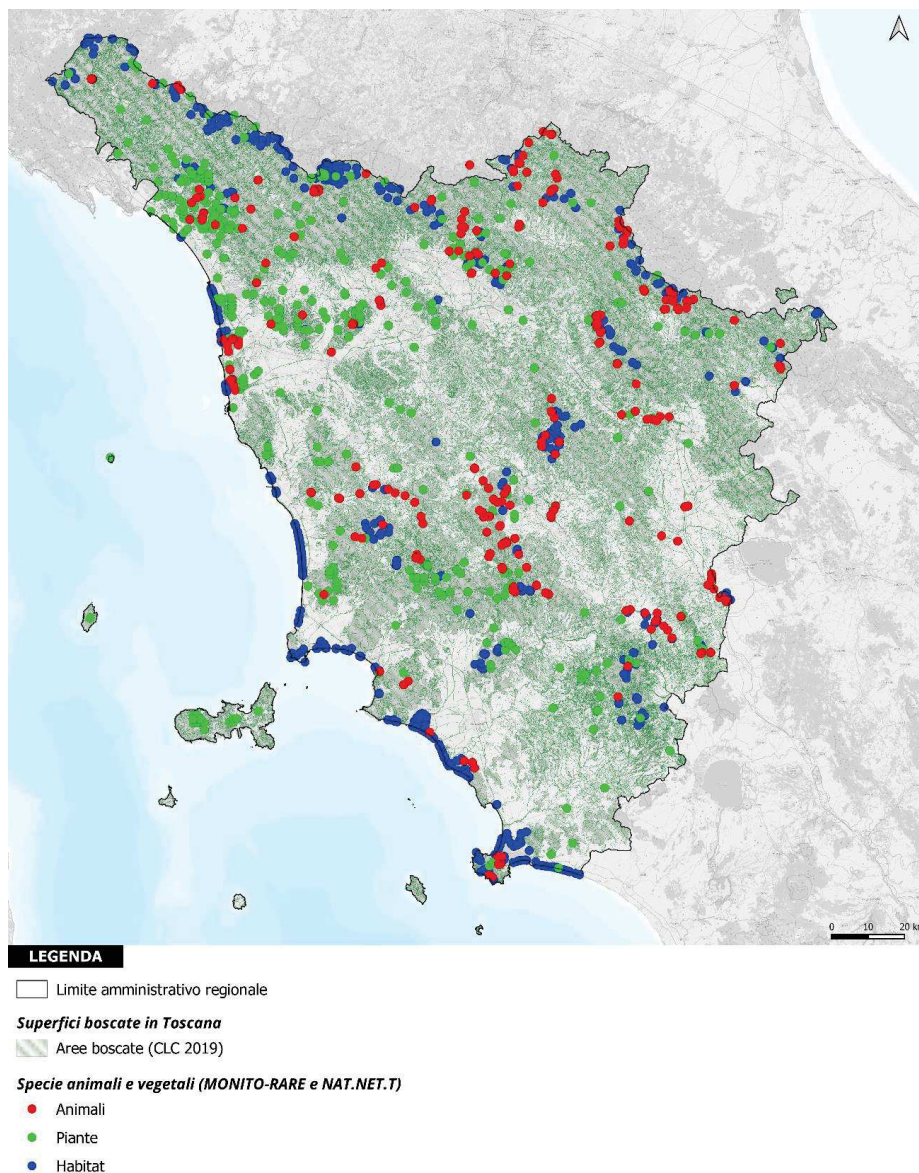 0 10 20 km
LEGENDA
Limite amministrativo regionale
Superfici boscate in Toscana
Aree boscate (CLC 2019)
Specie animali e vegetali (MONITO-RARE e NAT.NET.T)
Animali
Piante
Habitat